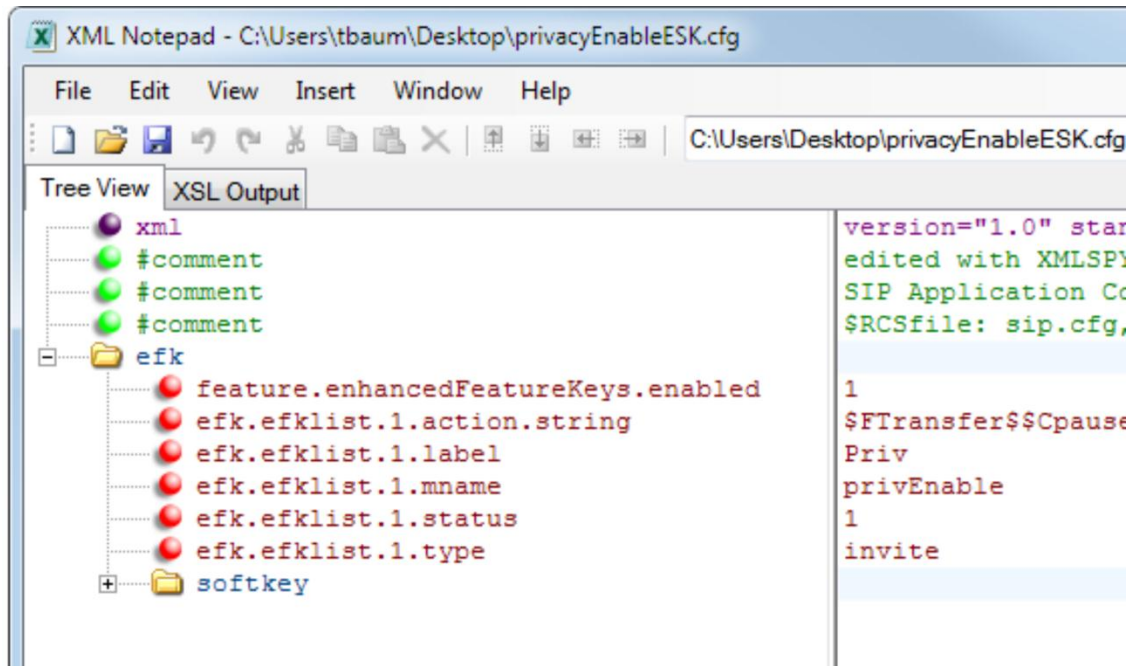 XML Notepad - C:\Users\tbaum\Desktop\privacyEnableESK.cfg
File Edit View Insert Window Help
C:\Users\Desktop\privacyEnableESK.cfg
Tree View XSL Output
xml version="1.0" stan
#comment edited with XMLSPY
#comment SIP Application Co
#comment $RCSfile: sip.cfg,
efk
feature.enhancedFeatureKeys.enabled 1
efk.efklist.1.action.string $FTransfer$$Cpause
efk.efklist.1.label Priv
efk.efklist.1.mname privEnable
efk.efklist.1.status 1
efk.efklist.1.type invite
softkey